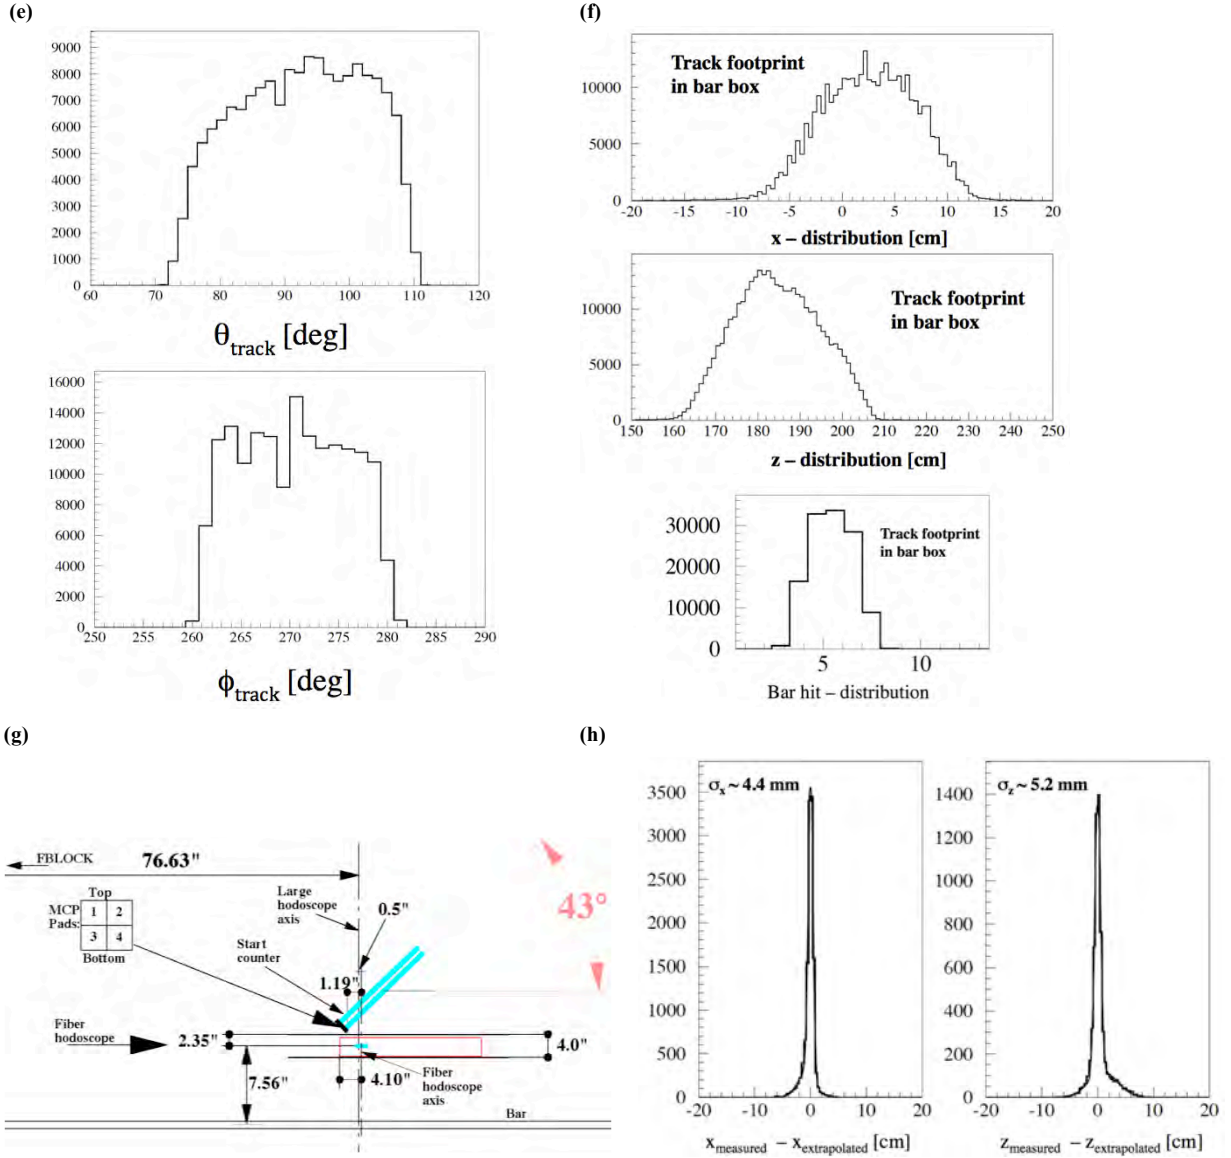 (e)
9000
8000
7000
6000
5000
4000
3000
2000
1000
0
60 70 80 90 100 110 120
θtrack [deg]
16000
14000
12000
10000
8000
6000
4000
2000
0
250 255 260 265 270 275 280 285 290
ϕtrack [deg]
(f)
Track footprint
in bar box
10000
5000
0
-20 -15 -10 -5 0 5 10 15 20
x – distribution [cm]
Track footprint
in bar box
10000
5000
0
150 160 170 180 190 200 210 220 230 240 250
z – distribution [cm]
Track footprint
in bar box
30000
20000
10000
0
5 10
Bar hit – distribution
(g)
FBLOCK 76.63"
Top
MCP
Pads:
1 2
3 4
Bottom
Large
hodoscope
axis
0.5"
43°
Start
counter
1.19"
Fiber
hodoscope
2.35"
4.0"
7.56"
4.10"
Fiber
hodoscope
axis
Bar
(h)
σx ~ 4.4 mm
3500
3000
2500
2000
1500
1000
500
0
-20 -10 0 10 20
xmeasured – xextrapolated [cm]
σz ~ 5.2 mm
1400
1200
1000
800
600
400
200
0
-20 -10 0 10 20
zmeasured – zextrapolated [cm]